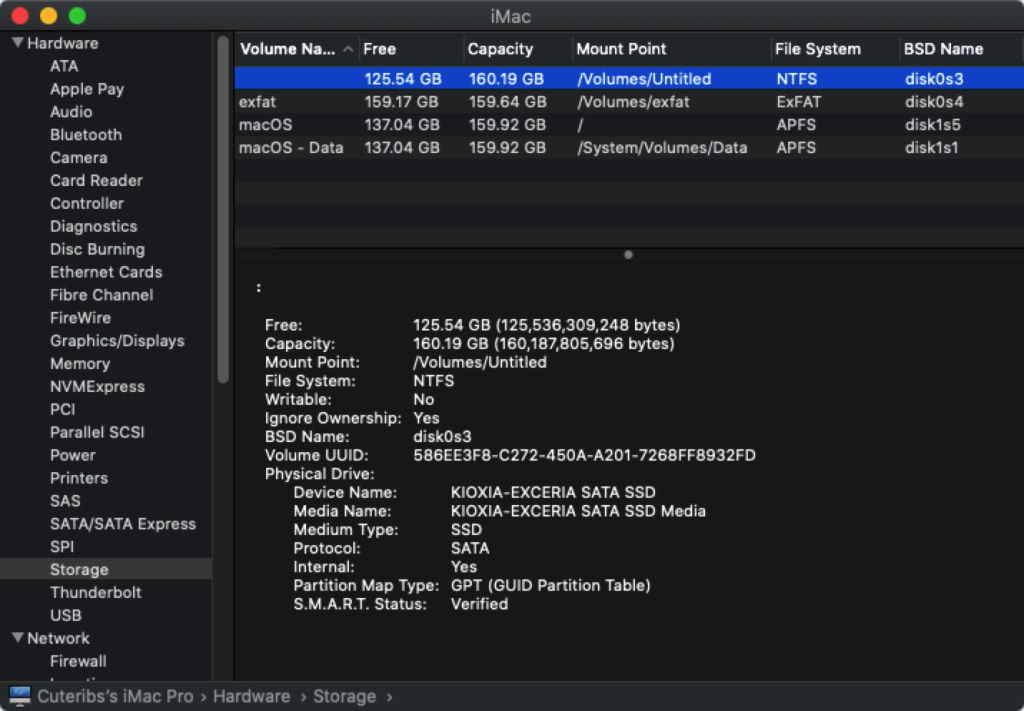 iMac
Hardware
ATA
Apple Pay
Audio
Bluetooth
Camera
Card Reader
Controller
Diagnostics
Disc Burning
Ethernet Cards
Fibre Channel
FireWire
Graphics/Displays
Memory
NVMExpress
PCI
Parallel SCSI
Power
Printers
SAS
SATA/SATA Express
SPI
Storage
Thunderbolt
USB
Network
Firewall
Volume Na... Free Capacity Mount Point File System BSD Name
125.54 GB 160.19 GB /Volumes/Untitled NTFS disk0s3
exfat 159.17 GB 159.64 GB /Volumes/exfat ExFAT disk0s4
macOS 137.04 GB 159.92 GB / APFS disk1s5
macOS - Data 137.04 GB 159.92 GB /System/Volumes/Data APFS disk1s1
:
Free: 125.54 GB (125,536,309,248 bytes)
Capacity: 160.19 GB (160,187,805,696 bytes)
Mount Point: /Volumes/Untitled
File System: NTFS
Writable: No
Ignore Ownership: Yes
BSD Name: disk0s3
Volume UUID: 586EE3F8-C272-450A-A201-7268FF8932FD
Physical Drive:
Device Name: KIOXIA-EXCERIA SATA SSD
Media Name: KIOXIA-EXCERIA SATA SSD Media
Medium Type: SSD
Protocol: SATA
Internal: Yes
Partition Map Type: GPT (GUID Partition Table)
S.M.A.R.T. Status: Verified
Cuteribs's iMac Pro › Hardware › Storage ›